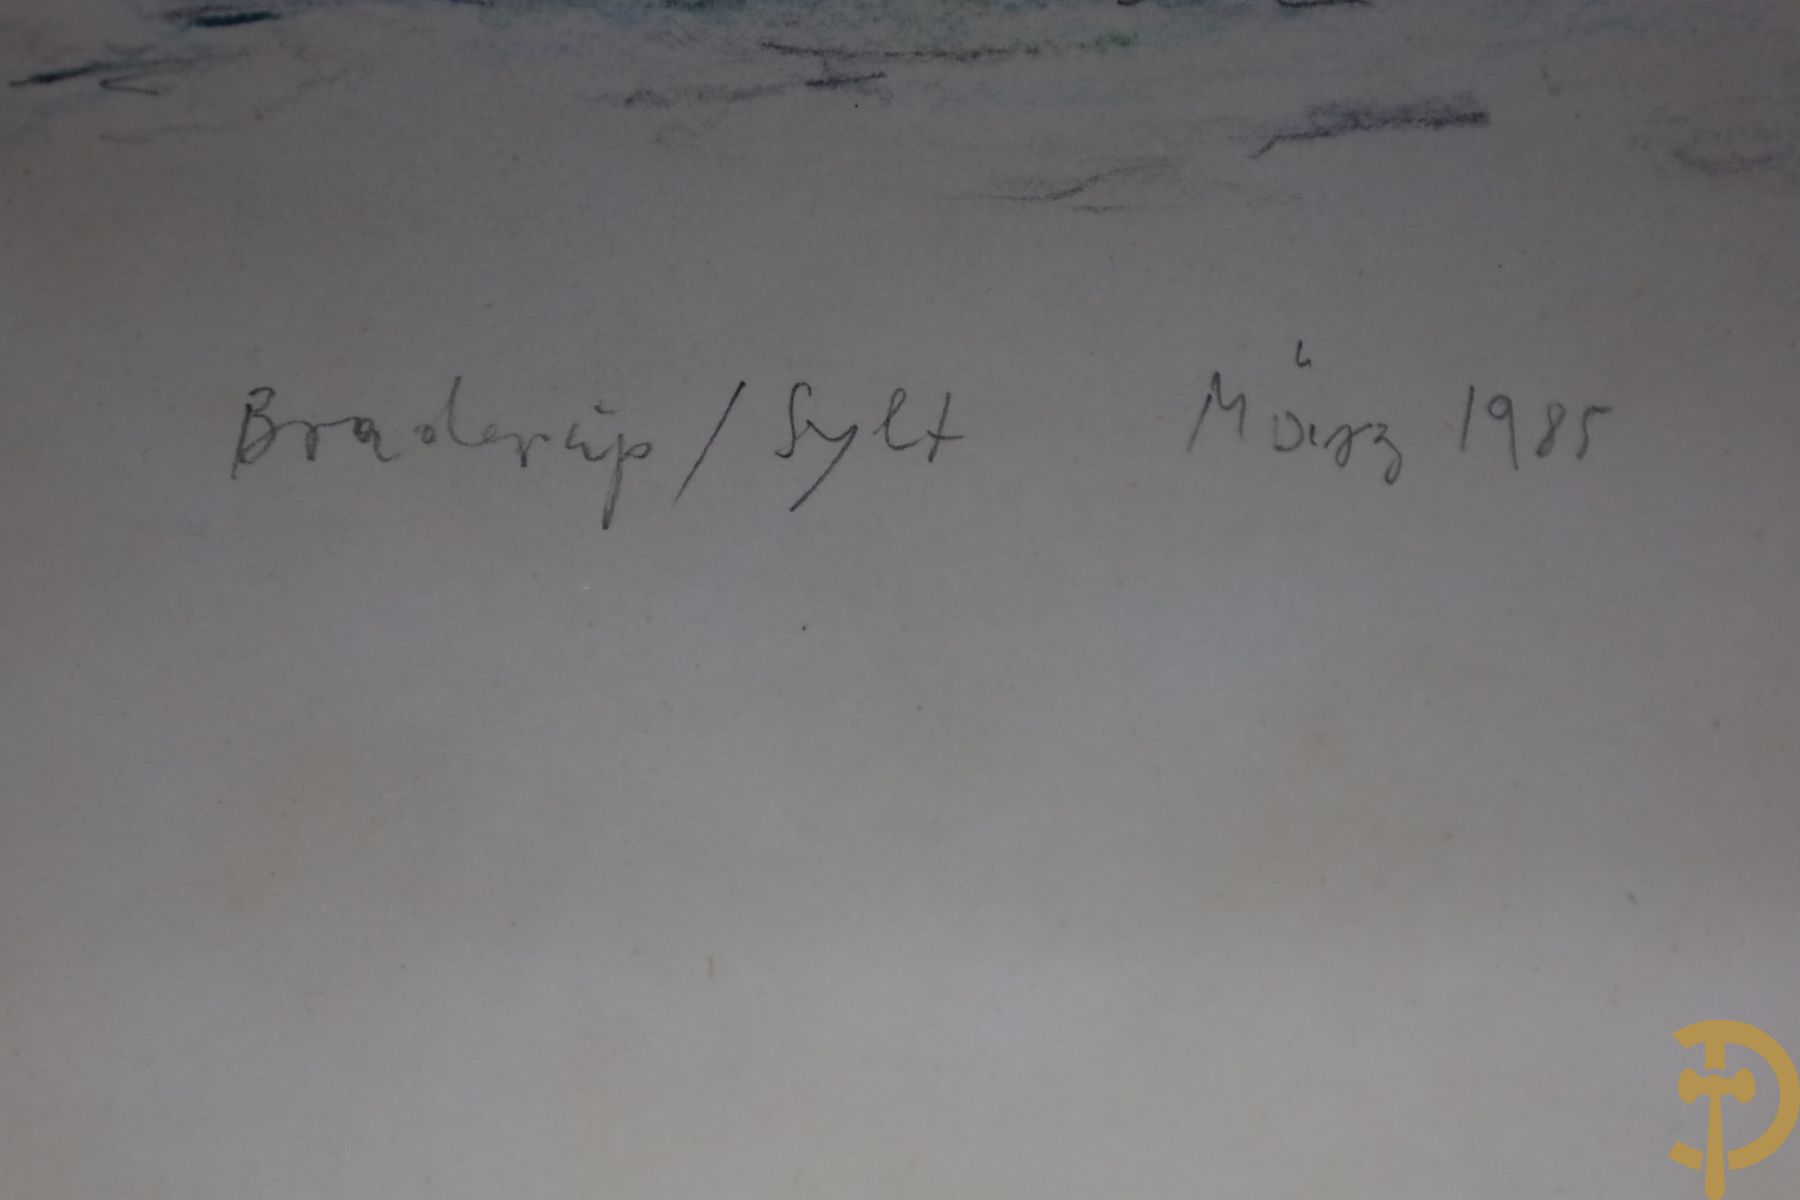 Braderup / Sylt März 1985